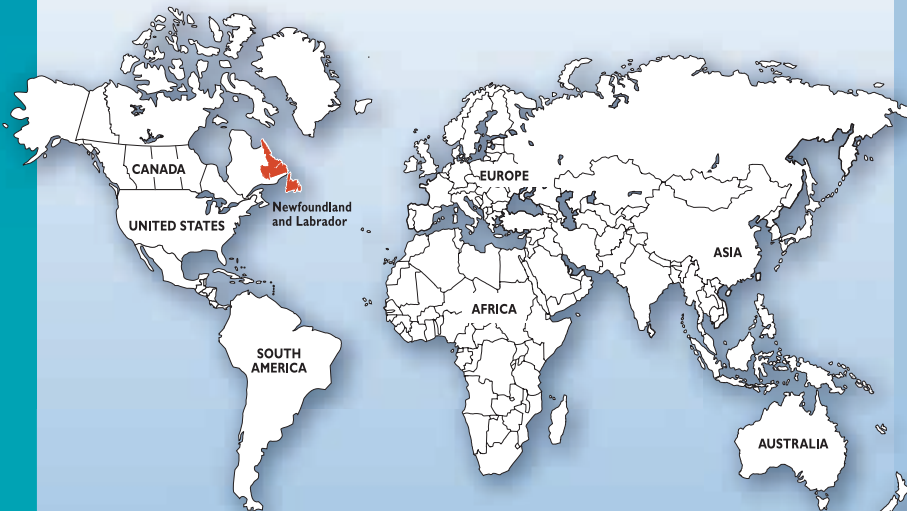 CANADA
EUROPE
Newfoundland
and Labrador
UNITED STATES
ASIA
AFRICA
SOUTH
AMERICA
AUSTRALIA